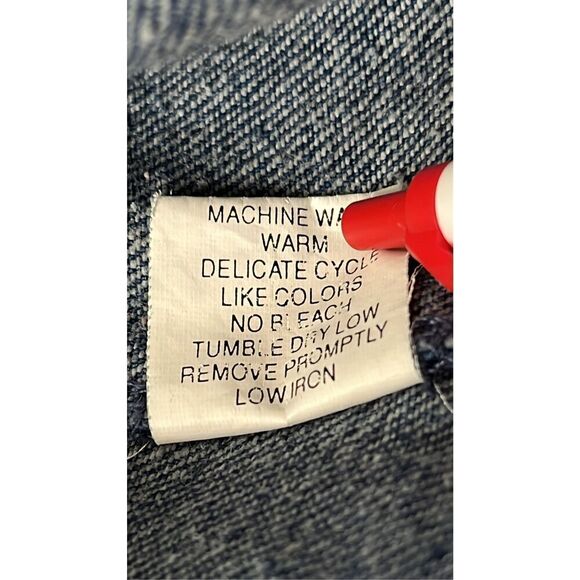 MACHINE WA
WARM
DELICATE CYCLE
LIKE COLORS
NO BLEACH
TUMBLE DRY LOW
REMOVE PROMPTLY
LOW IRON